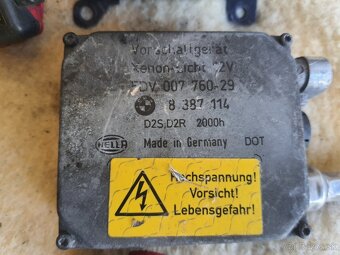 Vorschaltgerät
Xenon-Licht 12V
5DV 007 760-29
8 387 114
D2S,D2R 2000h
HELLA Made in Germany DOT
Hochspannung!
Vorsicht!
Lebensgefahr!